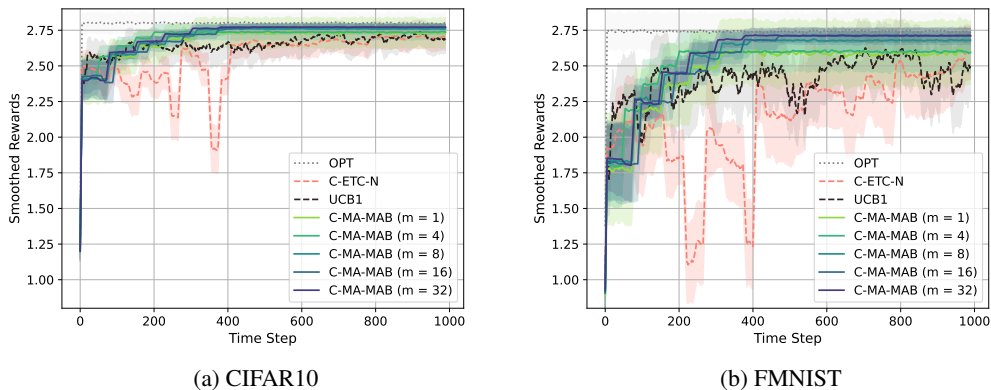 2.75
2.50
2.25
2.00
1.75
1.50
1.25
1.00
Smoothed Rewards
0 200 400 600 800 1000
Time Step
OPT
C-ETC-N
UCB1
C-MA-MAB (m = 1)
C-MA-MAB (m = 4)
C-MA-MAB (m = 8)
C-MA-MAB (m = 16)
C-MA-MAB (m = 32)
(a) CIFAR10
2.75
2.50
2.25
2.00
1.75
1.50
1.25
1.00
Smoothed Rewards
0 200 400 600 800 1000
Time Step
OPT
C-ETC-N
UCB1
C-MA-MAB (m = 1)
C-MA-MAB (m = 4)
C-MA-MAB (m = 8)
C-MA-MAB (m = 16)
C-MA-MAB (m = 32)
(b) FMNIST